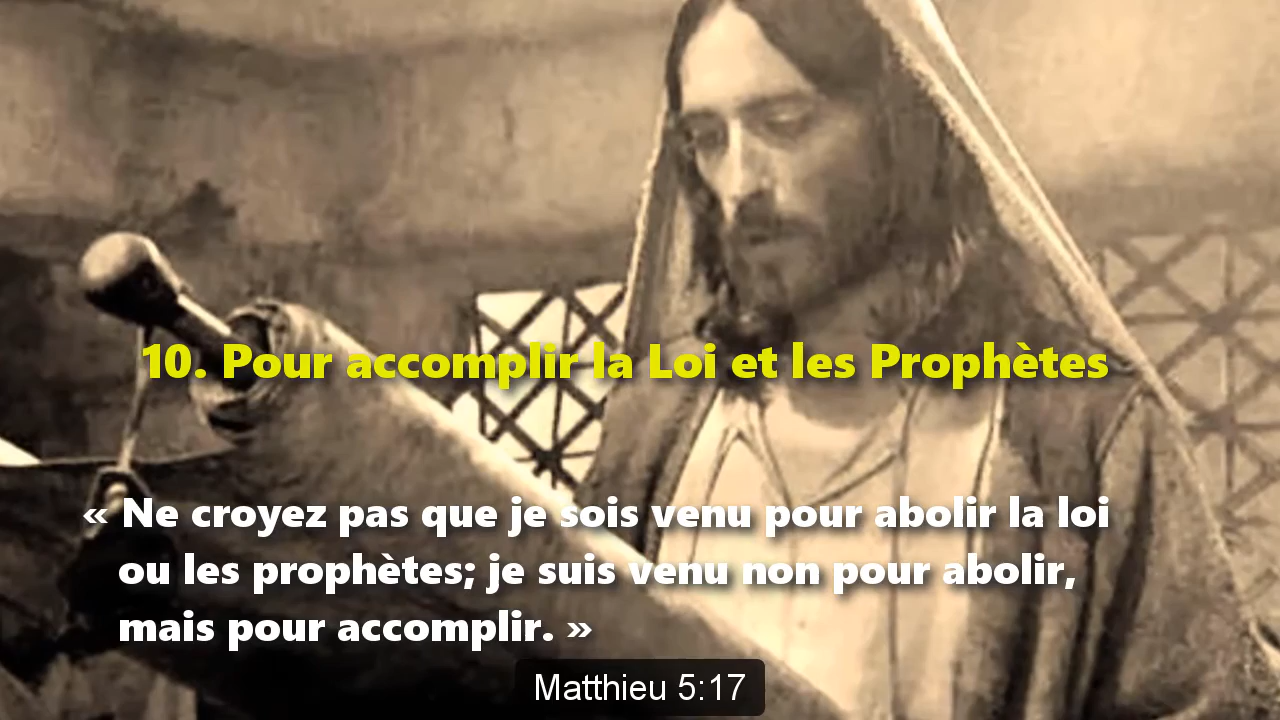 10. Pour accomplir la Loi et les Prophètes
« Ne croyez pas que je sois venu pour abolir la loi
ou les prophètes; je suis venu non pour abolir,
mais pour accomplir. »
Matthieu 5:17